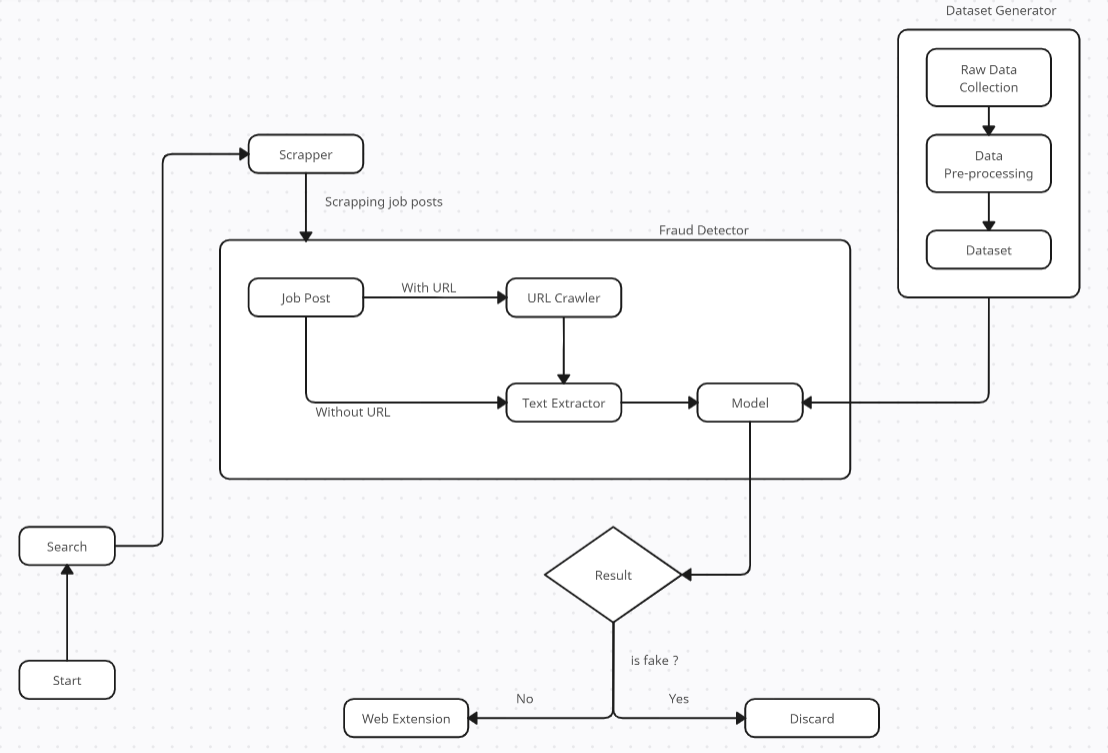 Dataset Generator
Raw Data
Collection
Data
Pre-processing
Dataset
Scrapper
Scrapping job posts
Fraud Detector
Job Post
With URL
URL Crawler
Without URL
Text Extractor
Model
Search
Start
Result
is fake ?
No
Yes
Web Extension
Discard